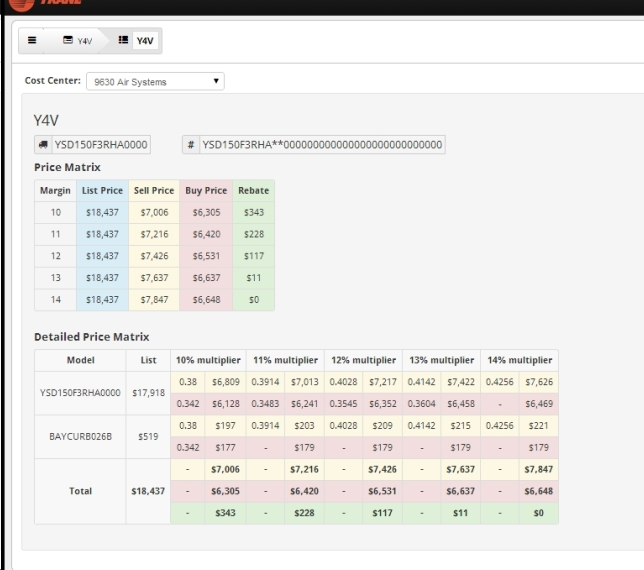 TRANE
Y4V Y4V
Cost Center: 9630 Air Systems
Y4V
YSD150F3RHA0000 #
Price Matrix
Margin List Price Sell Price Buy Price Rebate
10 $18,437 $7,006 $6,305 $343
11 $18,437 $7,216 $6,420 $228
12 $18,437 $7,426 $6,531 $117
13 $18,437 $7,637 $6,637 $11
14 $18,437 $7,847 $6,648 $0
Detailed Price Matrix
Model List 10% multiplier 11% multiplier 12% multiplier 13% multiplier 14% multiplier
YSD150F3RHA0000 $17,918 0.38 $6,809 0.3914 $7,013 0.4028 $7,217 0.4142 $7,422 0.4256 $7,626
0.342 $6,128 0.3483 $6,241 0.3545 $6,352 0.3604 $6,458 - $6,469
BAYCURB026B $519 0.38 $197 0.3914 $203 0.4028 $209 0.4142 $215 0.4256 $221
0.342 $177 - $179 - $179 - $179 - $179
Total $18,437 - $7,006 - $7,216 - $7,426 - $7,637 - $7,847
- $6,305 - $6,420 - $6,531 - $6,637 - $6,648
- $343 - $228 - $117 - $11 - $0